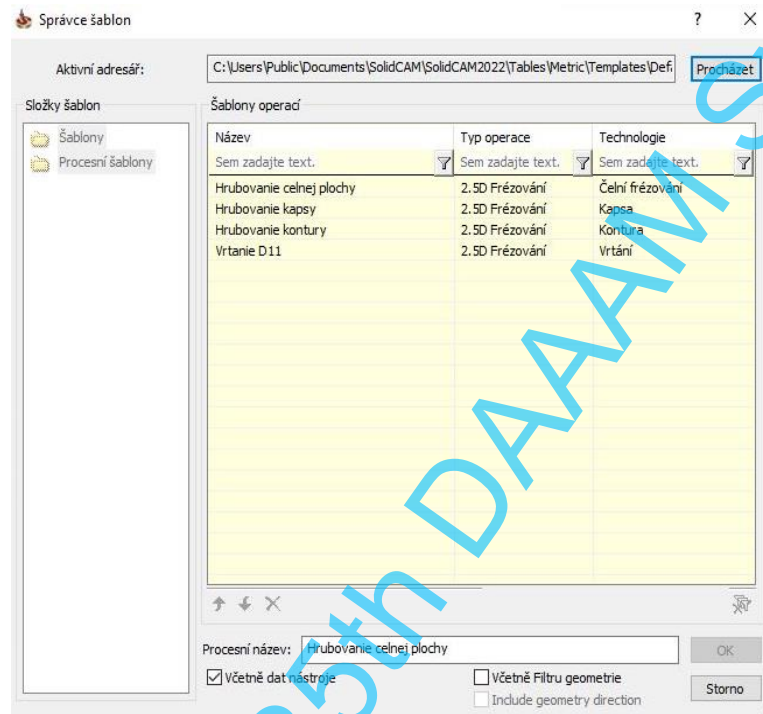 Správce šablon
Aktivní adresář: C:\Users\Public\Documents\SolidCAM\SolidCAM2022\Tables\Metric\Templates\Def Procházet
Složky šablon
Šablony
Procesní šablony
Šablony operací
Název Typ operace Technologie
Sem zadajte text. Sem zadajte text. Sem zadajte text.
Hrubovanie celnej plochy 2.5D Frézování Čelní frézování
Hrubovanie kapsy 2.5D Frézování Kapsa
Hrubovanie kontury 2.5D Frézování Kontura
Vrtanie D11 2.5D Frézování Vrtání
Procesní název: Hrubovanie celnej plochy OK
Včetně dat nástroje Včetně Filtru geometrie
Include geometry direction Storno
35th DAAAM S